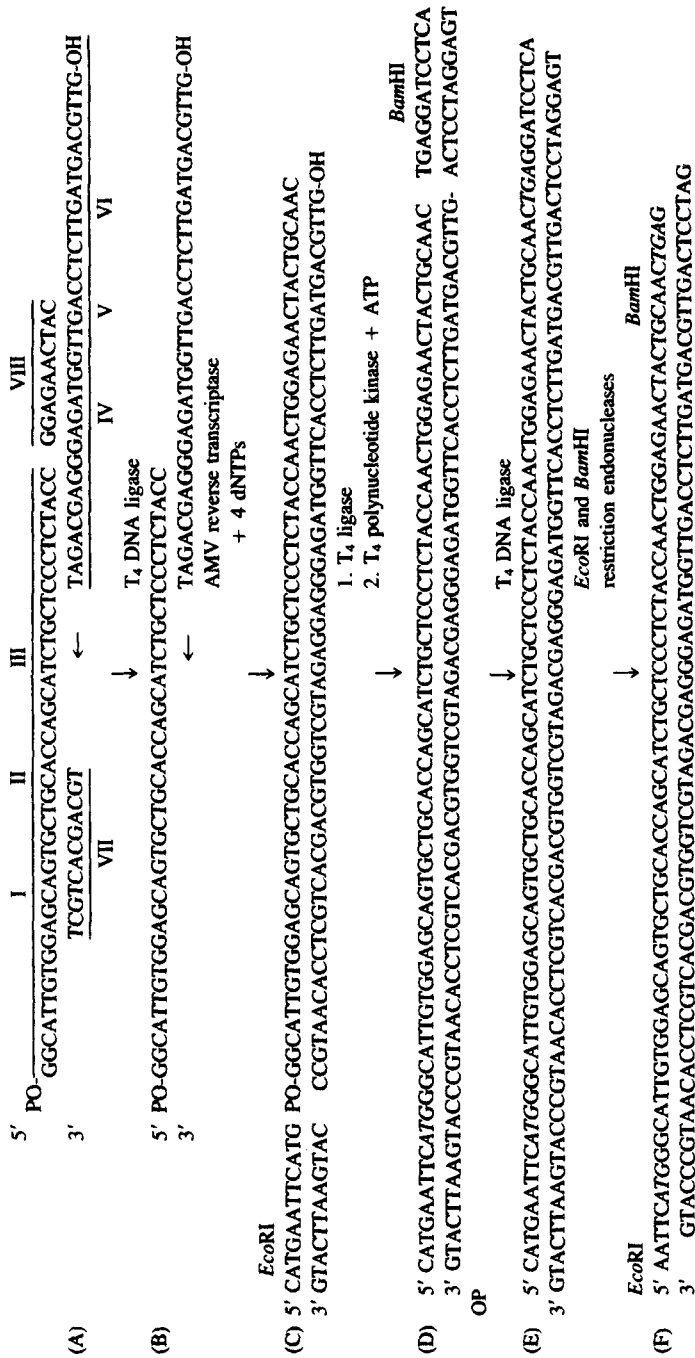 I II III VIII
5′ PO-GGCATTGTGGAGCAGTGCTGCACCAGCATCTGCTCCCTCTACC GGAGAACTAC
(A) 3′ TCGTCACGACGT ← TAGACGAGGGAGATGGTTGACCTCTTGATGACGTTG-OH
VII IV V VI
↓ T4 DNA ligase
5′ PO-GGCATTGTGGAGCAGTGCTGCACCAGCATCTGCTCCCTCTACC
(B) 3′ ← TAGACGAGGGAGATGGTTGACCTCTTGATGACGTTG-OH
AMV reverse transcriptase
↓ + 4 dNTPs
EcoRI
(C) 5′ CATGAATTCATG PO-GGCATTGTGGAGCAGTGCTGCACCAGCATCTGCTCCCTCTACCAACTGGAGAACTACTGCAAC
3′ GTACTTAAGTAC CCGTAACACCTCGTCACGACGTGGTCGTAGAGGAGGGAGATGGTTCACCTCTTGATGACGTTG-OH
1. T4 ligase
↓ 2. T4 polynucleotide kinase + ATP
BamHI
(D) 5′ CATGAATTCATGGGCATTGTGGAGCAGTGCTGCACCAGCATCTGCTCCCTCTACCAACTGGAGAACTACTGCAAC TGAGGATCCTCA
3′ GTACTTAAGTACCCGTAACACCTCGTCACGACGTGGTCGTAGACGAGGGAGATGGTTCACCTCTTGATGACGTTG- ACTCCTAGGAGT
OP
↓ T4 DNA ligase
(E) 5′ CATGAATTCATGGGCATTGTGGAGCAGTGCTGCACCAGCATCTGCTCCCTCTACCAACTGGAGAACTACTGCAACTGAGGATCCTCA
3′ GTACTTAAGTACCCGTAACACCTCGTCACGACGTGGTCGTAGACGAGGGAGATGGTTCACCTCTTGATGACGTTGACTCCTAGGAGT
EcoRI and BamHI
↓ restriction endonucleases
EcoRI BamHI
(F) 5′ AATTCATGGGCATTGTGGAGCAGTGCTGCACCAGCATCTGCTCCCTCTACCAACTGGAGAACTACTGCAACTGAG
3′ GTACCCGTAACACCTCGTCACGACGTGGTCGTAGACGAGGGAGATGGTTGACCTCTTGATGACGTTGACTCCTAG